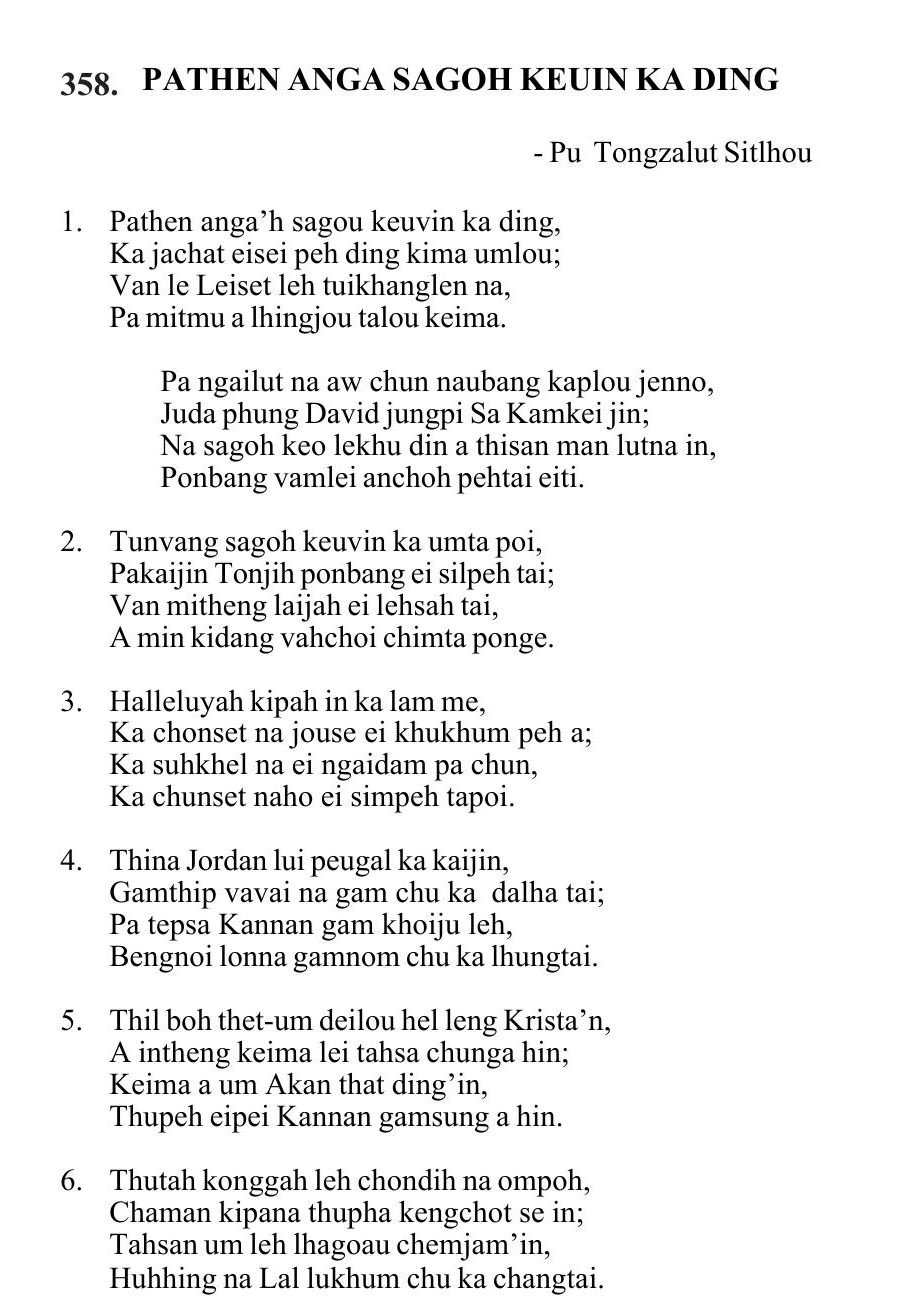 358. PATHEN ANGA SAGOH KEUIN KA DING
- Pu Tongzalut Sitlhou
1. Pathen anga’h sagou keuvin ka ding,
Ka jachat eisei peh ding kima umlou;
Van le Leiset leh tuikhanglen na,
Pa mitmu a lhingjou talou keima.
Pa ngailut na aw chun naubang kaplou jenno,
Juda phung David jungpi Sa Kamkei jin;
Na sagoh keo lekhu din a thisan man lutna in,
Ponbang vamlei anchoh pehtai eiti.
2. Tunvang sagoh keuvin ka umta poi,
Pakaijin Tonjih ponbang ei silpeh tai;
Van mitheng laijah ei lehsah tai,
A min kidang vahchoi chimta ponge.
3. Halleluyah kipah in ka lam me,
Ka chonset na jouse ei khukhum peh a;
Ka suhkhel na ei ngaidam pa chun,
Ka chunset naho ei simpeh tapoi.
4. Thina Jordan lui peugal ka kaijin,
Gamthip vavai na gam chu ka dalha tai;
Pa tepsa Kannan gam khoiju leh,
Bengnoi lonna gamnom chu ka lhungtai.
5. Thil boh thet-um deilou hel leng Krista’n,
A intheng keima lei tahsa chunga hin;
Keima a um Akan that ding’in,
Thupeh eipei Kannan gamsung a hin.
6. Thutah konggah leh chondih na ompoh,
Chaman kipana thupha kengchot se in;
Tahsan um leh lhagoau chemjam’in,
Huhhing na Lal lukhum chu ka changtai.